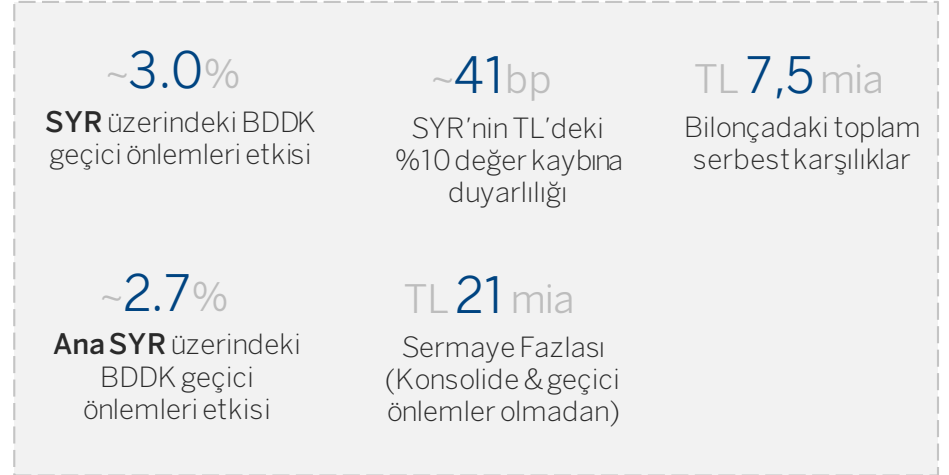 ~3.0%
SYR üzerindeki BDDK
geçici önlemleri etkisi
~41bp
SYR'nin TL'deki
%10 değer kaybına
duyarlılığı
TL 7,5 mia
Bilonçadaki toplam
serbest karşılıklar
~2.7%
Ana SYR üzerindeki
BDDK geçici
önlemleri etkisi
TL 21 mia
Sermaye Fazlası
(Konsolide & geçici
önlemler olmadan)